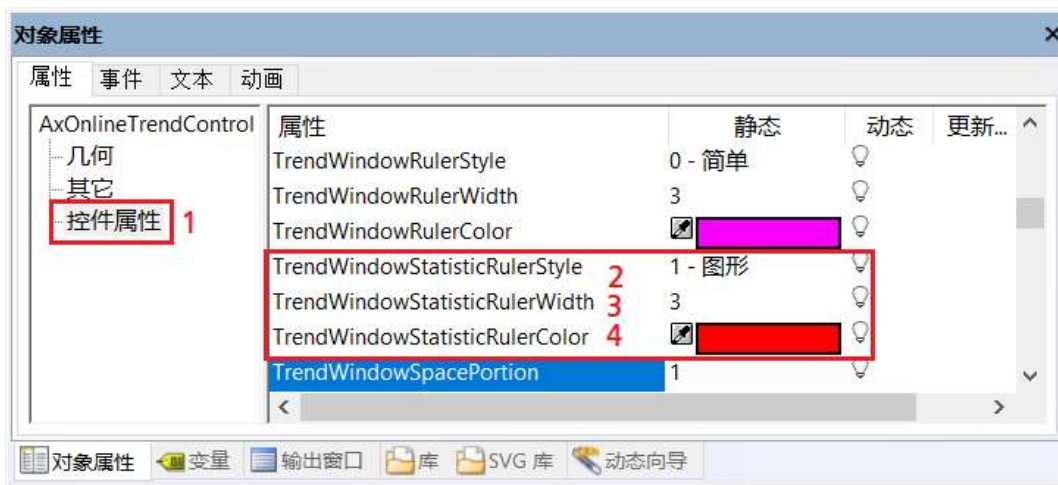 对象属性
属性 事件 文本 动画
AxOnlineTrendControl
几何
其它
控件属性 1
属性 静态 动态 更新...
TrendWindowRulerStyle 0 - 简单
TrendWindowRulerWidth 3
TrendWindowRulerColor
TrendWindowStatisticRulerStyle 2 1 - 图形
TrendWindowStatisticRulerWidth 3 3
TrendWindowStatisticRulerColor 4
TrendWindowSpacePortion 1
对象属性 变量 输出窗口 库 SVG 库 动态向导